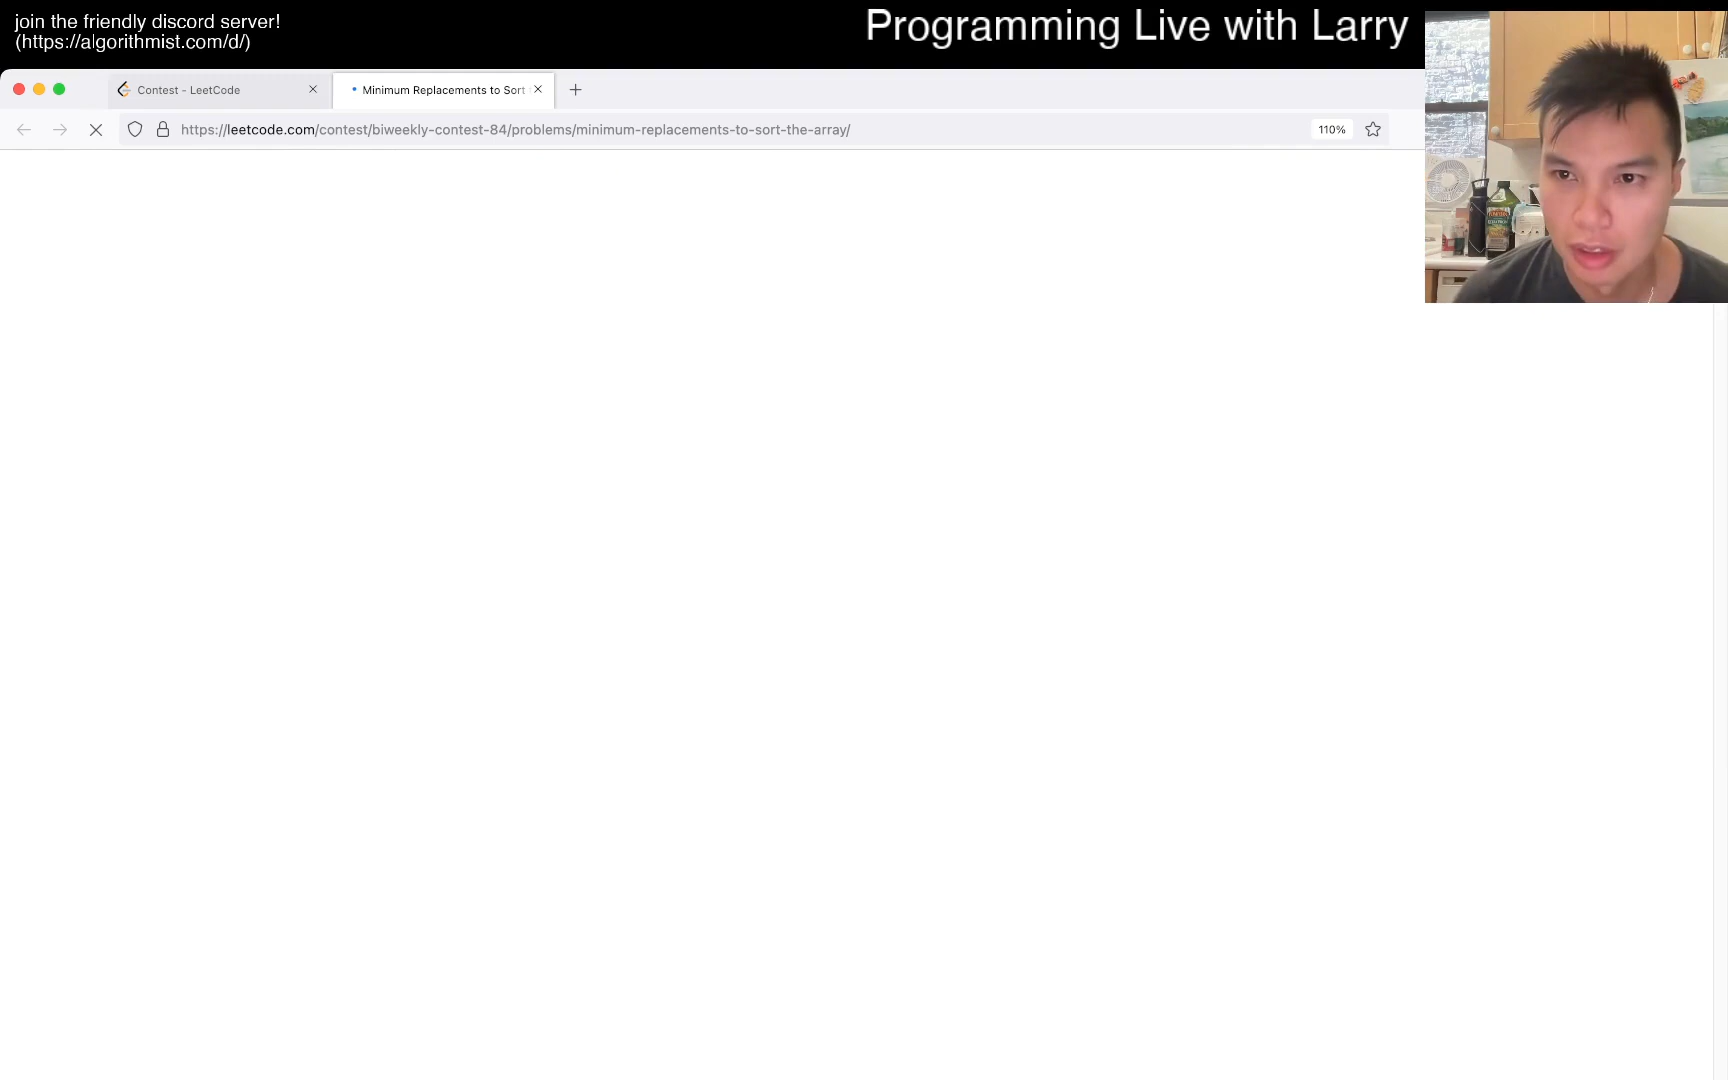 join the friendly discord server!
(https://algorithmist.com/d/)
Programming Live with Larry
Contest - LeetCode
Minimum Replacements to Sort
https://leetcode.com/contest/biweekly-contest-84/problems/minimum-replacements-to-sort-the-array/
110%